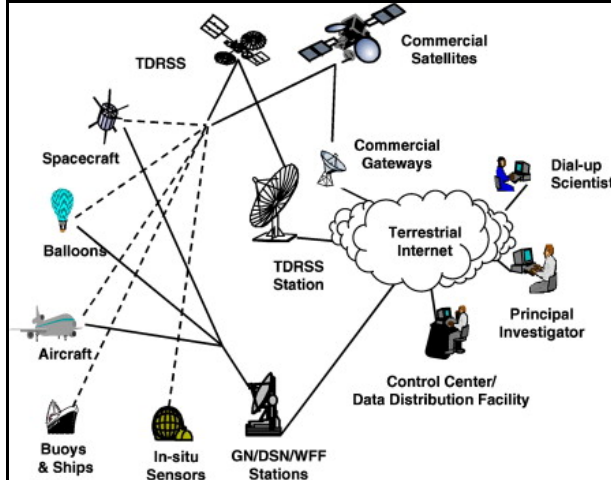 TDRSS
Commercial
Satellites
Spacecraft
Commercial
Gateways
Dial-up
Scientist
Balloons
TDRSS
Station
Terrestrial
Internet
Principal
Investigator
Aircraft
Control Center/
Data Distribution Facility
Buoys
& Ships
In-situ
Sensors
GN/DSN/WFF
Stations